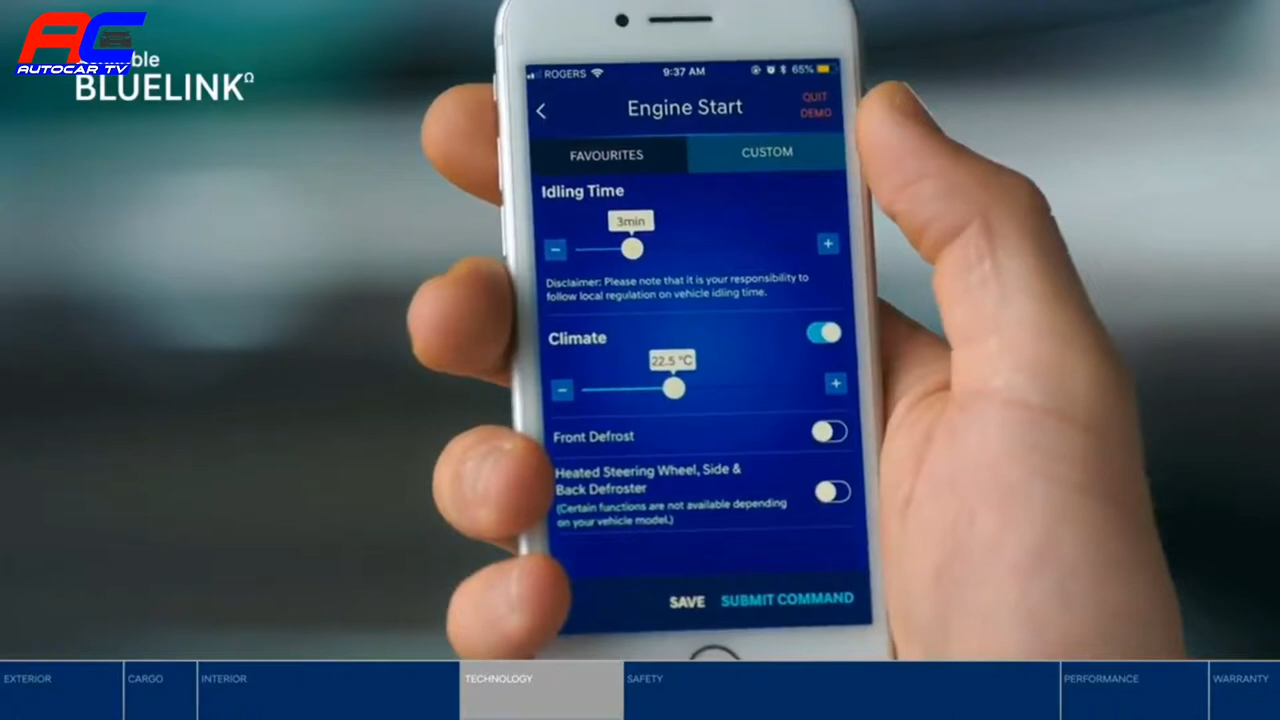 AC
AUTOCAR TV
BLUELINK
ROGERS
9:37 AM
65%
Engine Start
QUIT
DEMO
FAVOURITES
CUSTOM
Idling Time
3min
Disclaimer: Please note that it is your responsibility to
follow local regulation on vehicle idling time.
Climate
22.5 °C
Front Defrost
Heated Steering Wheel, Side &
Back Defroster
(Certain functions are not available depending
on your vehicle model.)
SAVE
SUBMIT COMMAND
EXTERIOR
CARGO
INTERIOR
TECHNOLOGY
SAFETY
PERFORMANCE
WARRANTY